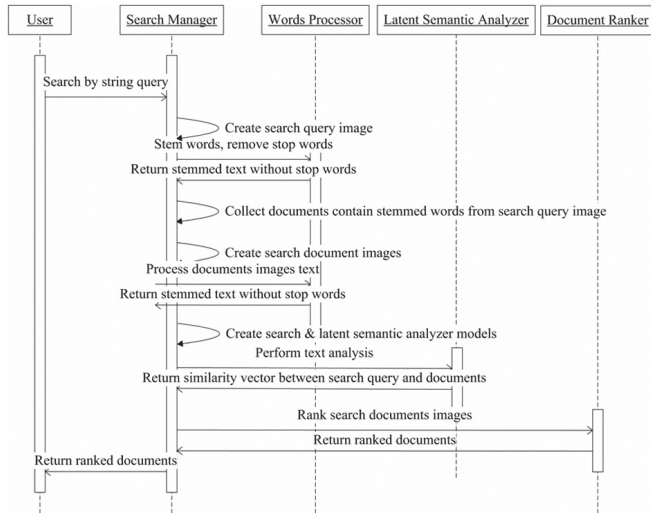 User
Search Manager
Words Processor
Latent Semantic Analyzer
Document Ranker
Search by string query
Create search query image
Stem words, remove stop words
Return stemmed text without stop words
Collect documents contain stemmed words from search query image
Create search document images
Process documents images text
Return stemmed text without stop words
Create search & latent semantic analyzer models
Perform text analysis
Return similarity vector between search query and documents
Rank search documents images
Return ranked documents
Return ranked documents